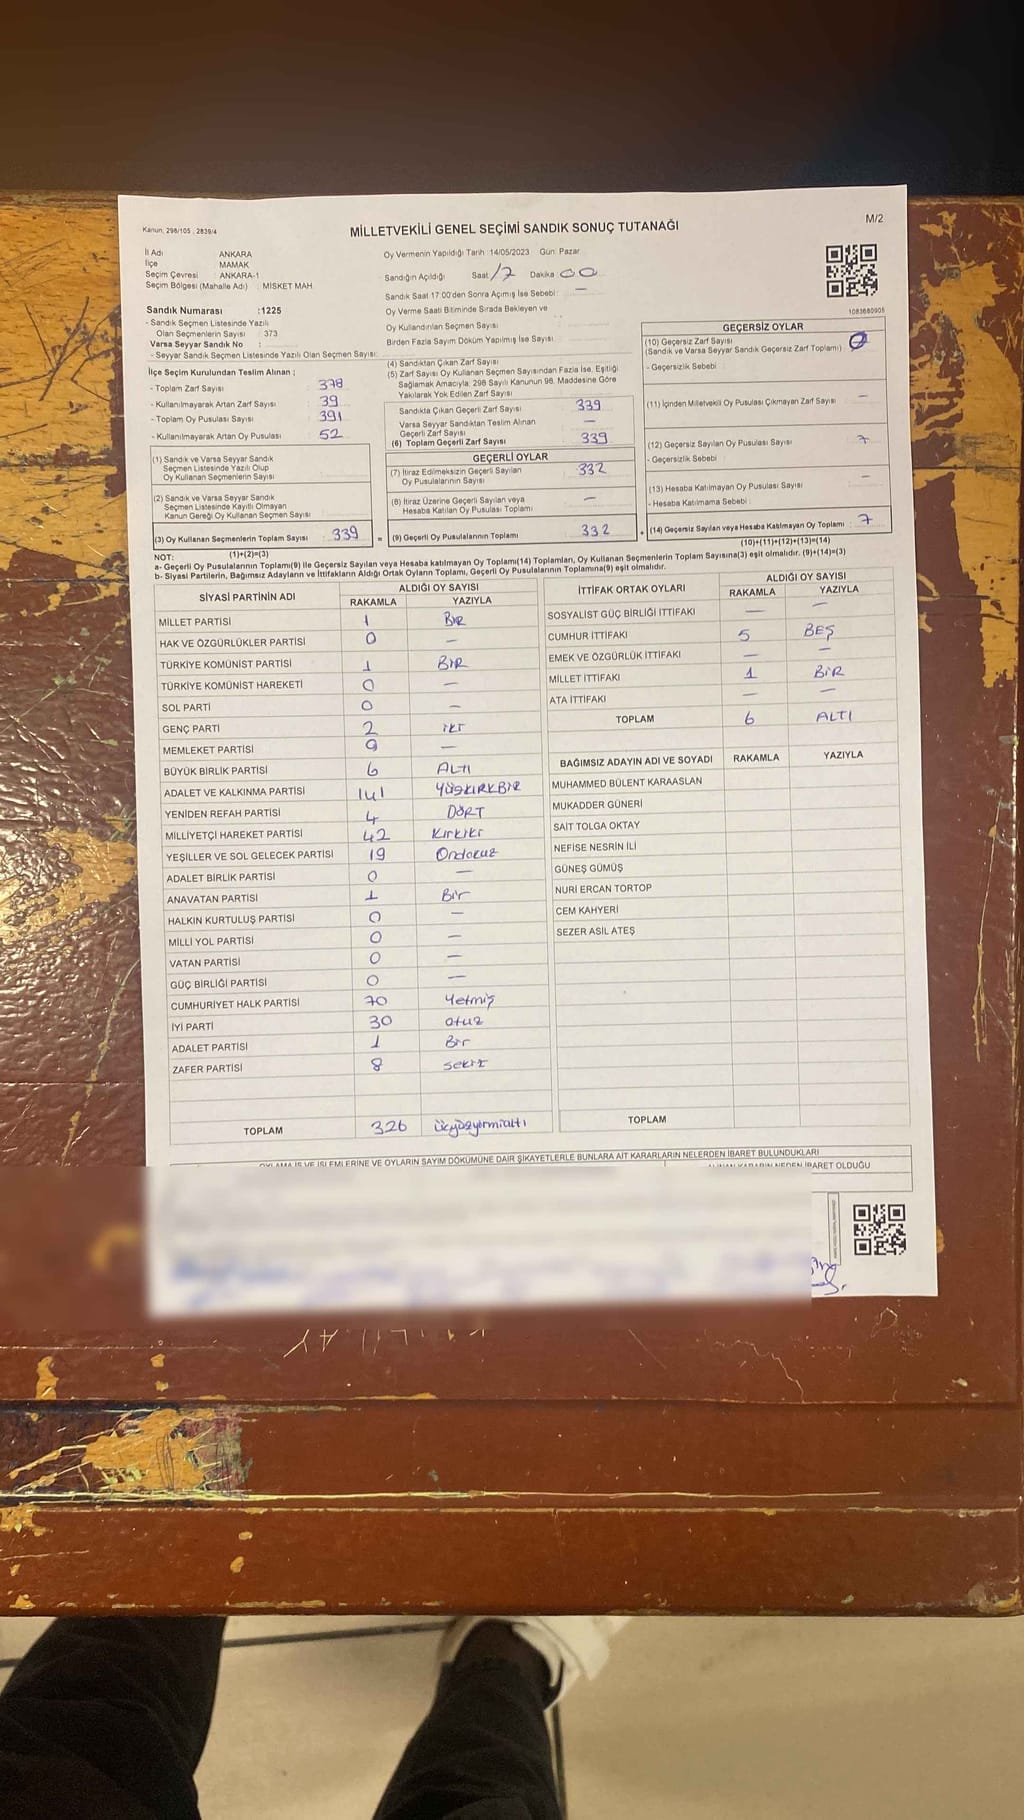 Kanun; 298/105 , 2839/4
MİLLETVEKİLİ GENEL SEÇİMİ SANDIK SONUÇ TUTANAĞI
M/2
İl Adı ANKARA
İlçe MAMAK
Seçim Çevresi : ANKARA-1
Seçim Bölgesi (Mahalle Adı) : MİSKET MAH
Sandık Numarası :1225
- Sandık Seçmen Listesinde Yazılı
Olan Seçmenlerin Sayısı : 373
Varsa Seyyar Sandık No :
- Seyyar Sandık Seçmen Listesinde Yazılı Olan Seçmen Sayısı:
Oy Vermenin Yapıldığı Tarih :14/05/2023 Gün: Pazar
Sandığın Açıldığı Saat 17 Dakika 00
Sandık Saat 17:00'den Sonra Açımış İse Sebebi : —
Oy Verme Saati Bitiminde Sırada Bekleyen ve
Oy Kullandırılan Seçmen Sayısı
Birden Fazla Sayım Döküm Yapılmış İse Sayısı
1083680905
İlçe Seçim Kurulundan Teslim Alınan ;
- Toplam Zarf Sayısı 378
- Kullanılmayarak Artan Zarf Sayısı 39
- Toplam Oy Pusulası Sayısı 391
- Kullanılmayarak Artan Oy Pusulası 52
(1) Sandık ve Varsa Seyyar Sandık
Seçmen Listesinde Yazılı Olup
Oy Kullanan Seçmenlerin Sayısı
(2) Sandık ve Varsa Seyyar Sandık
Seçmen Listesinde Kayıtlı Olmayan
Kanun Gereği Oy Kullanan Seçmen Sayısı
(3) Oy Kullanan Seçmenlerin Toplam Sayısı 339 =
(1)+(2)=(3)
(4) Sandıktan Çıkan Zarf Sayısı
(5) Zarf Sayısı Oy Kullanan Seçmen Sayısından Fazla İse, Eşitliği
Sağlamak Amacıyla, 298 Sayılı Kanunun 98. Maddesine Göre
Yakılarak Yok Edilen Zarf Sayısı
Sandıkta Çıkan Geçerli Zarf Sayısı 339
Varsa Seyyar Sandıktan Teslim Alınan
Geçerli Zarf Sayısı —
(6) Toplam Geçerli Zarf Sayısı 339
GEÇERLİ OYLAR
(7) İtiraz Edilmeksizin Geçerli Sayılan
Oy Pusulalarının Sayısı 332
(8) İtiraz Üzerine Geçerli Sayılan veya
Hesaba Katılan Oy Pusulası Toplamı —
(9) Geçerli Oy Pusulalarının Toplamı 332
GEÇERSİZ OYLAR
(10) Geçersiz Zarf Sayısı
(Sandık ve Varsa Seyyar Sandık Geçersiz Zarf Toplamı)
- Geçersizlik Sebebi :
(11) İçinden Milletvekili Oy Pusulası Çıkmayan Zarf Sayısı —
(12) Geçersiz Sayılan Oy Pusulası Sayısı 7
- Geçersizlik Sebebi :
(13) Hesaba Katılmayan Oy Pusulası Sayısı —
- Hesaba Katılmama Sebebi :
(14) Geçersiz Sayılan veya Hesaba Katılmayan Oy Toplamı : 7
(10)+(11)+(12)+(13)=(14)
NOT:
a- Geçerli Oy Pusulalarının Toplamı(9) ile Geçersiz Sayılan veya Hesaba katılmayan Oy Toplamı(14) Toplamları, Oy Kullanan Seçmenlerin Toplam Sayısına(3) eşit olmalıdır. (9)+(14)=(3)
b- Siyasi Partilerin, Bağımsız Adayların ve İttifakların Aldığı Ortak Oyların Toplamı, Geçerli Oy Pusulalarının Toplamına(9) eşit olmalıdır.
SİYASİ PARTİNİN ADI ALDIĞI OY SAYISI
RAKAMLA YAZIYLA
MİLLET PARTİSİ 1 BİR
HAK VE ÖZGÜRLÜKLER PARTİSİ 0 —
TÜRKİYE KOMÜNİST PARTİSİ 1 BİR
TÜRKİYE KOMÜNİST HAREKETİ 0 —
SOL PARTİ 0 —
GENÇ PARTİ 2 İKİ
MEMLEKET PARTİSİ —
BÜYÜK BİRLİK PARTİSİ 6 ALTI
ADALET VE KALKINMA PARTİSİ 141 YÜZKIRKBİR
YENİDEN REFAH PARTİSİ 4 DÖRT
MİLLİYETÇİ HAREKET PARTİSİ 42 Kırkiki
YEŞİLLER VE SOL GELECEK PARTİSİ 19 Ondokuz
ADALET BİRLİK PARTİSİ 0 —
ANAVATAN PARTİSİ 1 Bir
HALKIN KURTULUŞ PARTİSİ 0 —
MİLLİ YOL PARTİSİ 0 —
VATAN PARTİSİ 0 —
GÜÇ BİRLİĞİ PARTİSİ 0 —
CUMHURİYET HALK PARTİSİ 70 Yetmiş
İYİ PARTİ 30 otuz
ADALET PARTİSİ 1 Bir
ZAFER PARTİSİ 8 sekiz
TOPLAM 326 üçyüzyirmialtı
İTTİFAK ORTAK OYLARI ALDIĞI OY SAYISI
RAKAMLA YAZIYLA
SOSYALİST GÜÇ BİRLİĞİ İTTİFAKI — —
CUMHUR İTTİFAKI 5 BEŞ
EMEK VE ÖZGÜRLÜK İTTİFAKI — —
MİLLET İTTİFAKI 1 BİR
ATA İTTİFAKI — —
TOPLAM 6 ALTI
BAĞIMSIZ ADAYIN ADI VE SOYADI RAKAMLA YAZIYLA
MUHAMMED BÜLENT KARAASLAN
MUKADDER GÜNERİ
SAİT TOLGA OKTAY
NEFİSE NESRİN İLİ
GÜNEŞ GÜMÜŞ
NURİ ERCAN TORTOP
CEM KAHYERİ
SEZER ASİL ATEŞ
TOPLAM
OYLAMA İŞ VE İŞLEMLERİNE VE OYLARIN SAYIM DÖKÜMÜNE DAİR ŞİKAYETLERLE BUNLARA AİT KARARLARIN NELERDEN İBARET BULUNDUKLARI
ALINAN KARARIN NEDEN İBARET OLDUĞU